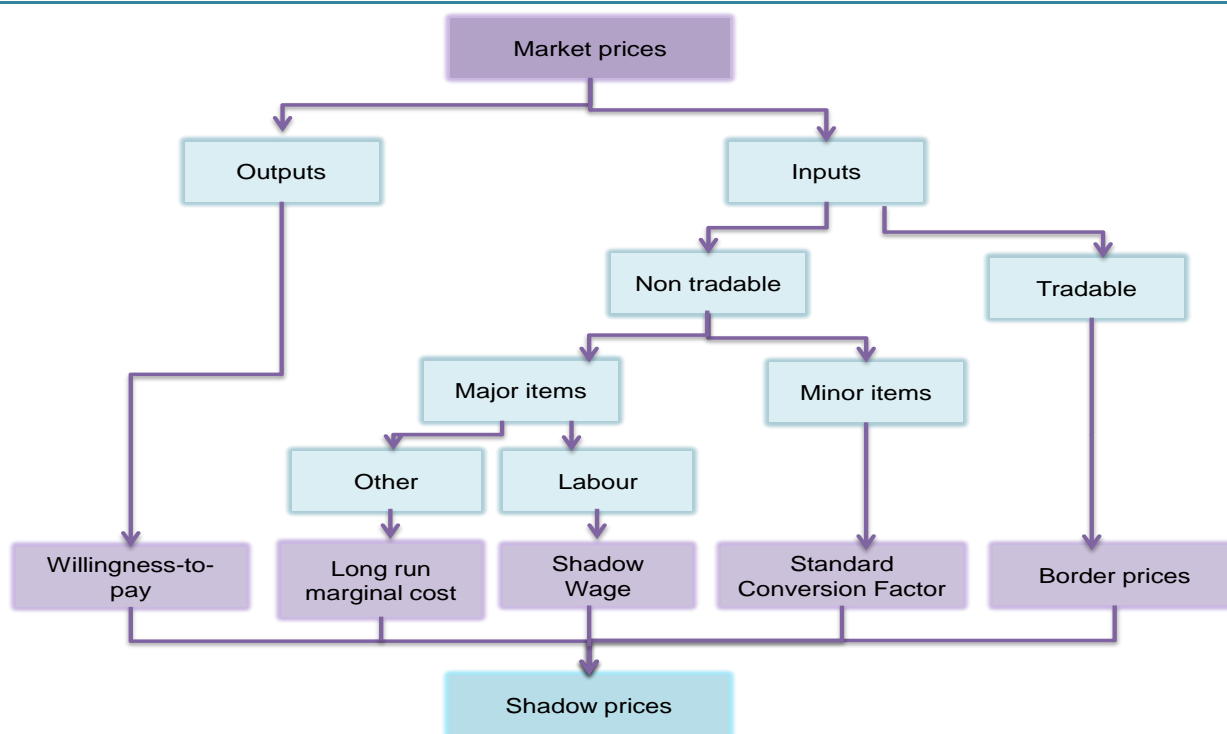 Market prices
Outputs
Inputs
Non tradable
Tradable
Major items
Minor items
Other
Labour
Willingness-to-
pay
Long run
marginal cost
Shadow
Wage
Standard
Conversion Factor
Border prices
Shadow prices